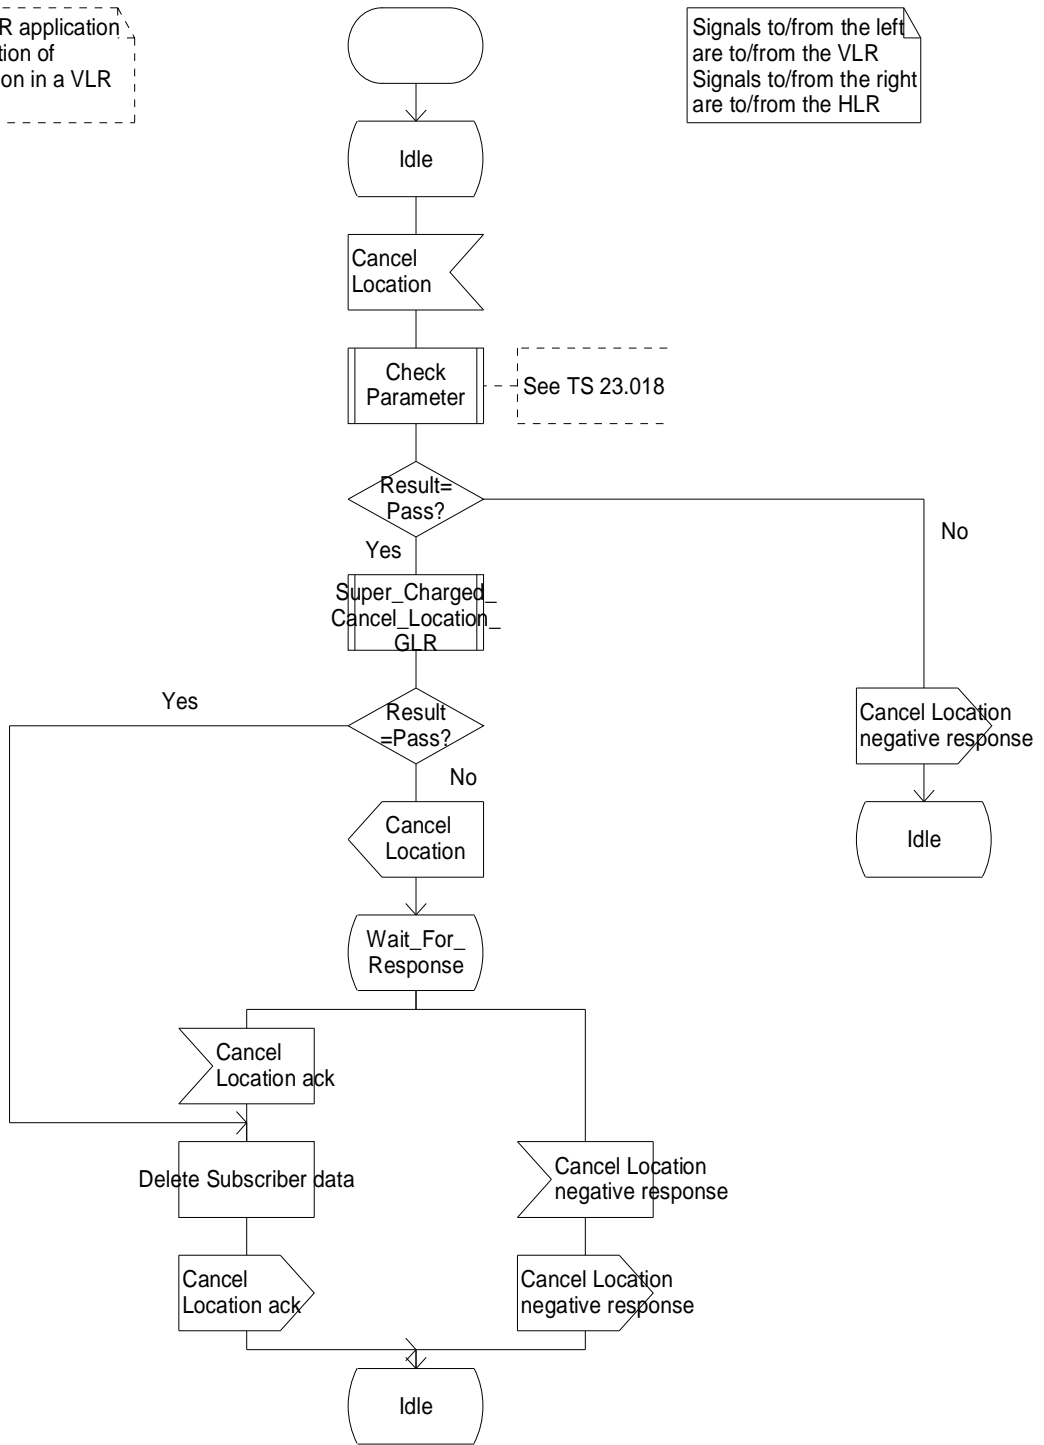 R application
tion of
on in a VLR
Signals to/from the left
are to/from the VLR
Signals to/from the right
are to/from the HLR
Idle
Cancel
Location
Check
Parameter
See TS 23.018
Result=
Pass?
No
Yes
Super_Charged_
Cancel_Location_
GLR
Yes
Result
=Pass?
Cancel Location
negative response
No
Cancel
Location
Idle
Wait_For_
Response
Cancel
Location ack
Delete Subscriber data
Cancel Location
negative response
Cancel
Location ack
Cancel Location
negative response
Idle